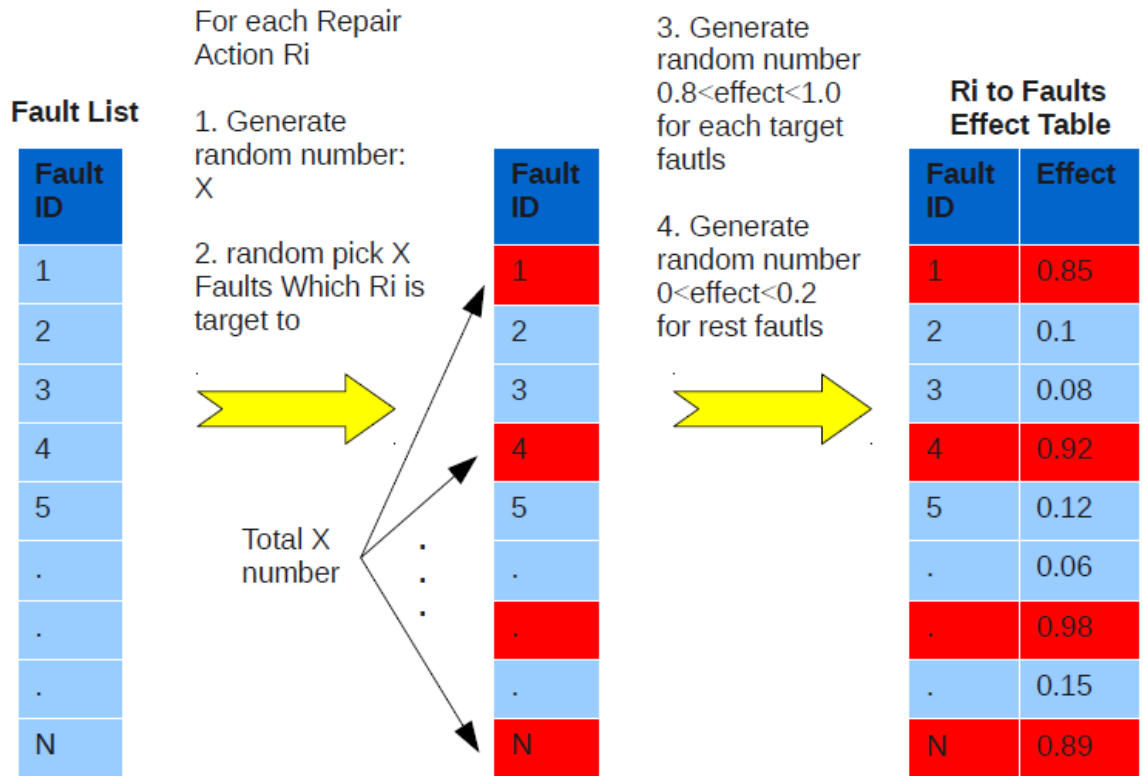 For each Repair
Action Ri
1. Generate
random number:
X
2. random pick X
Faults Which Ri is
target to
3. Generate
random number
0.8<effect<1.0
for each target
fautls
4. Generate
random number
0<effect<0.2
for rest fautls
Fault List
Fault
ID
1
2
3
4
5
.
.
.
N
Total X
number
.
.
.
Fault
ID
1
2
3
4
5
.
.
.
N
Ri to Faults
Effect Table
Fault
ID
Effect
1 0.85
2 0.1
3 0.08
4 0.92
5 0.12
. 0.06
. 0.98
. 0.15
N 0.89